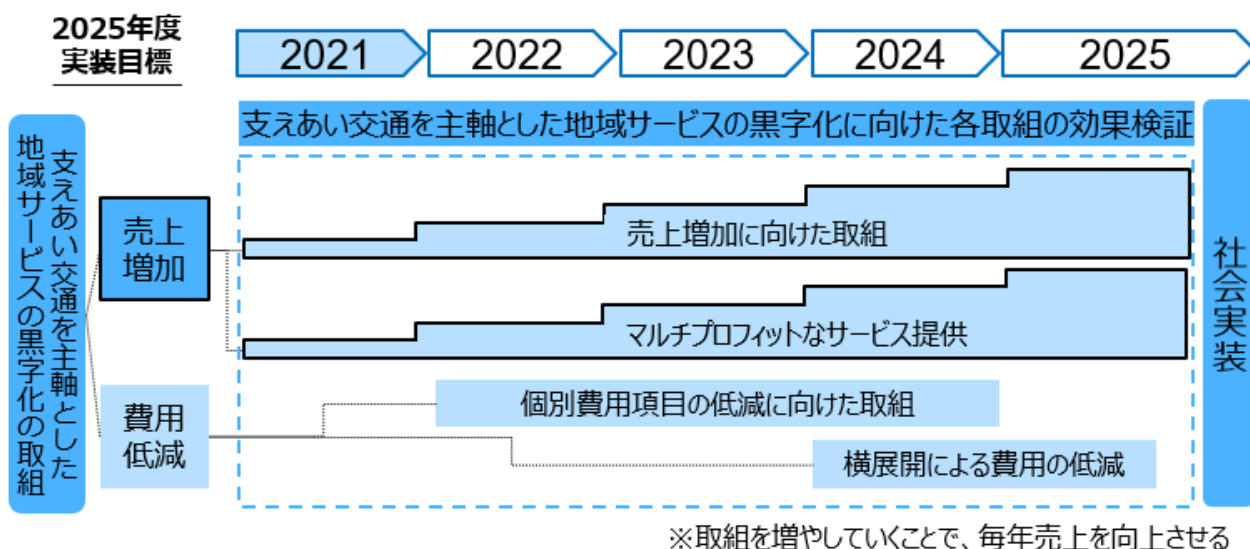 2025年度
実装目標
2021
2022
2023
2024
2025
支えあい交通を主軸とした
地域サービスの黒字化の取組
支えあい交通を主軸とした地域サービスの黒字化に向けた各取組の効果検証
売上
増加
売上増加に向けた取組
マルチプロフィットなサービス提供
費用
低減
個別費用項目の低減に向けた取組
横展開による費用の低減
社会実装
※取組を増やしていくことで、毎年売上を向上させる